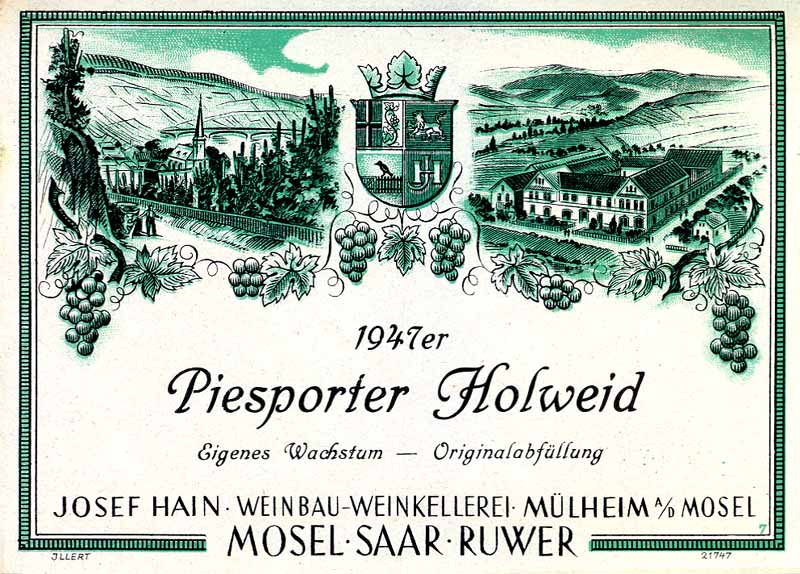 H
1947er
Piesporter Holweid
Eigenes Wachstum — Originalabfüllung
JOSEF HAIN · WEINBAU-WEINKELLEREI · MÜLHEIM A/D MOSEL
7
MOSEL · SAAR · RUWER
JLLERT 21747